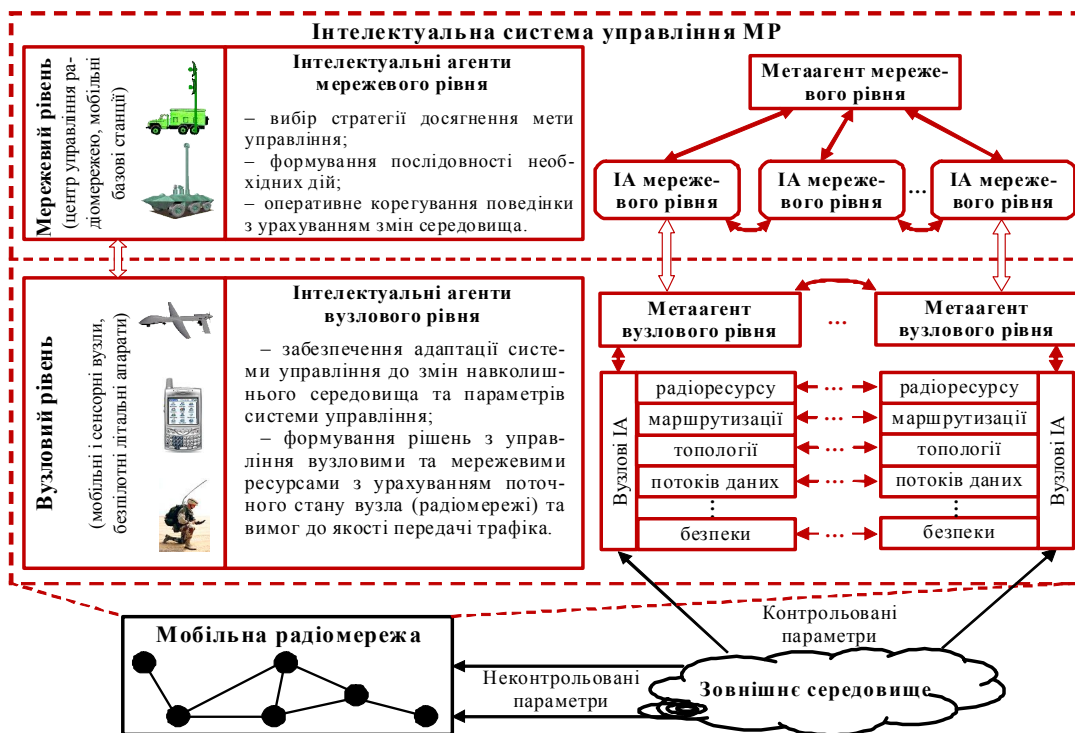 Інтелектуальна система управління МР
Мережевий рівень
(центр управління ра-
діомережею, мобільні
базові станції)
Інтелектуальні агенти
мережевого рівня
– вибір стратегії досягнення мети
управління;
– формування послідовності необ-
хідних дій;
– оперативне корегування поведінки
з урахуванням змін середовища.
Метаагент мереже-
вого рівня
ІА мереже-
вого рівня
ІА мереже-
вого рівня
...
ІА мереже-
вого рівня
Вузловий рівень
(мобільні і сенсорні вузли,
безпілотні літальні апарати)
Інтелектуальні агенти
вузлового рівня
– забезпечення адаптації систе-
ми управління до змін навколиш-
нього середовища та параметрів
системи управління;
– формування рішень з управ-
ління вузловими та мережевими
ресурсами з урахуванням поточ-
ного стану вузла (радіомережі) та
вимог до якості передачі трафіка.
Метаагент
вузлового рівня
...
Метаагент
вузлового рівня
Вузлові ІА
радіоресурсу
...
радіоресурсу
маршрутизації
...
маршрутизації
топології
...
топології
потоків даних
...
потоків даних
...
...
безпеки
...
безпеки
Вузлові ІА
Мобільна радіомережа
Контрольовані
параметри
Неконтрольовані
параметри
Зовнішнє середовище